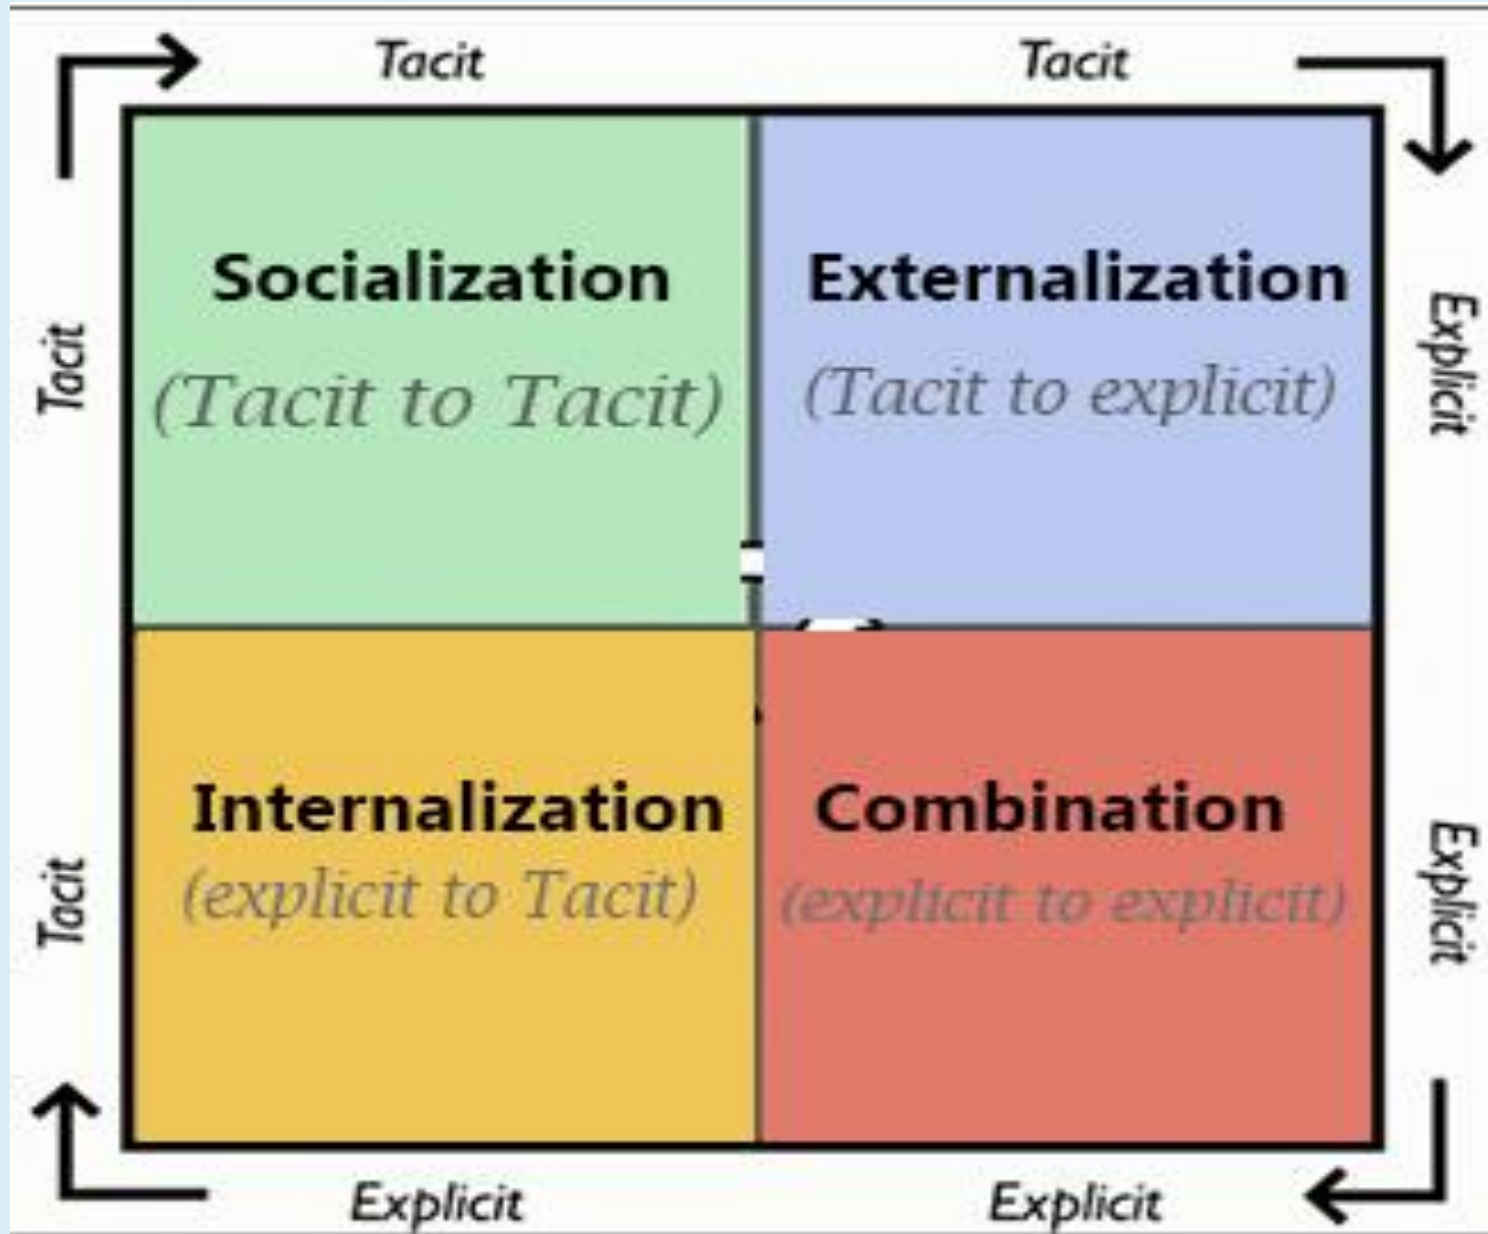 Tacit
Tacit
Tacit
Socialization
(Tacit to Tacit)
Externalization
(Tacit to explicit)
Explicit
Tacit
Internalization
(explicit to Tacit)
Combination
(explicit to explicit)
Explicit
Explicit
Explicit